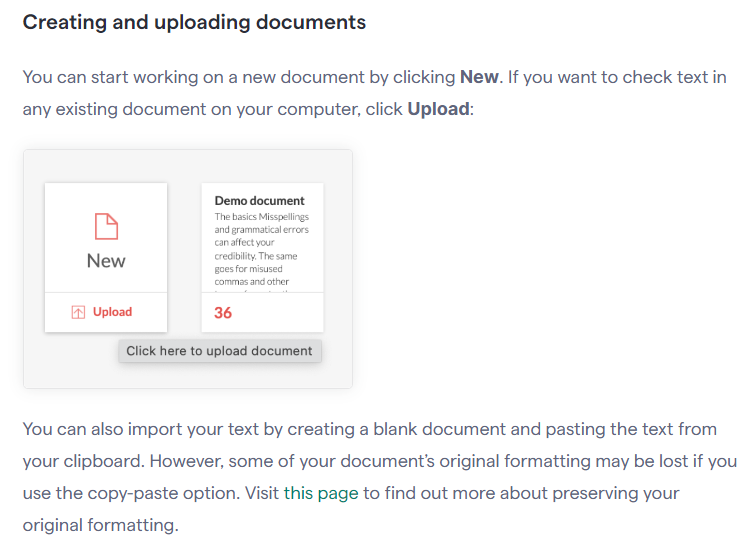 Creating and uploading documents
You can start working on a new document by clicking New. If you want to check text in
any existing document on your computer, click Upload:
New
Upload
Demo document
The basics Misspellings
and grammatical errors
can affect your
credibility. The same
goes for misused
commas and other
36
Click here to upload document
You can also import your text by creating a blank document and pasting the text from
your clipboard. However, some of your document's original formatting may be lost if you
use the copy-paste option. Visit this page to find out more about preserving your
original formatting.